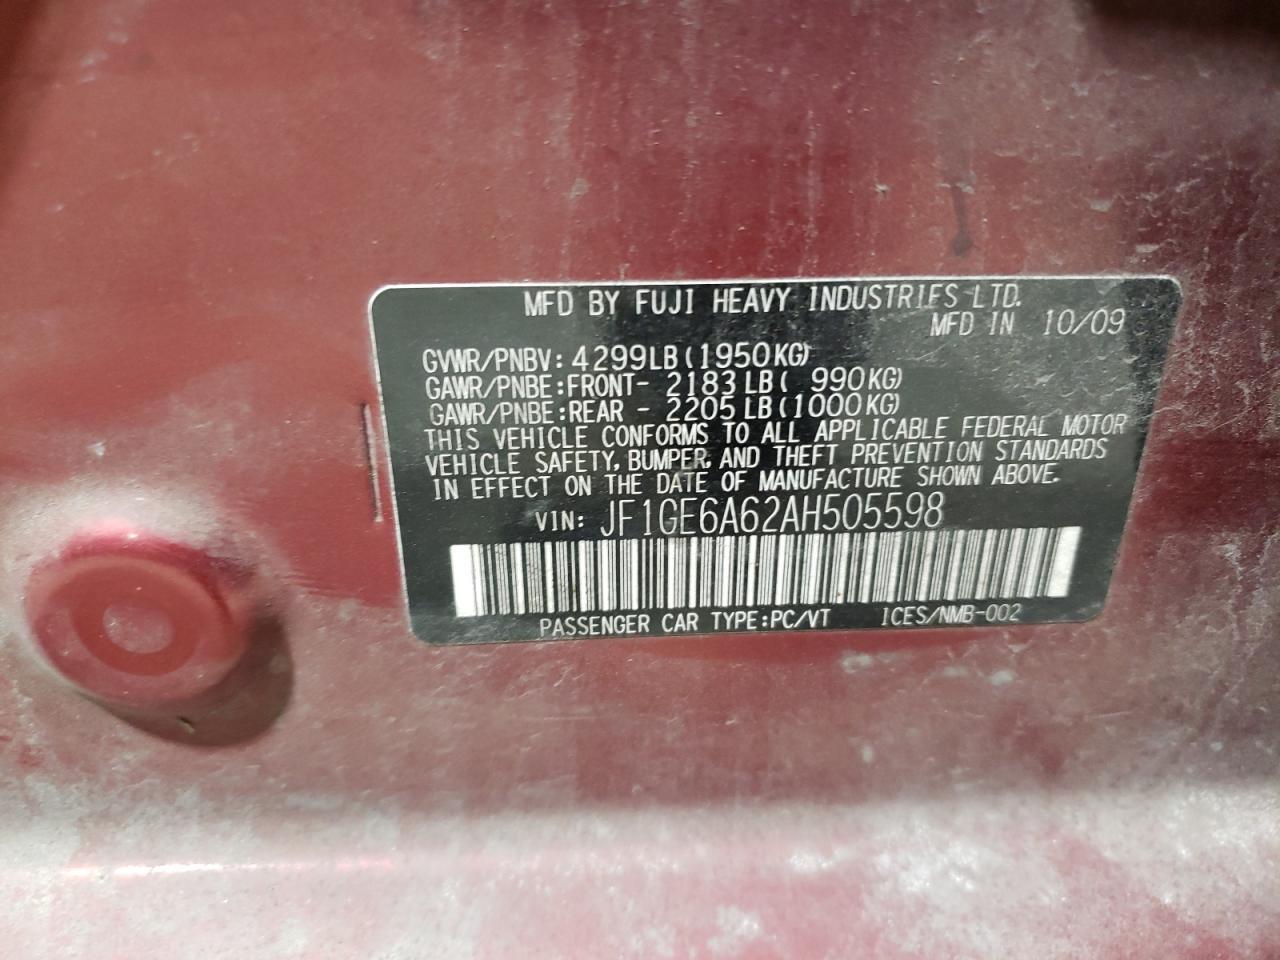 MFD BY FUJI HEAVY INDUSTRIES LTD.
MFD IN 10/09
GVWR/PNBV: 4299LB(1950KG)
GAWR/PNBE:FRONT- 2183LB( 990KG)
GAWR/PNBE:REAR - 2205LB(1000KG)
THIS VEHICLE CONFORMS TO ALL APPLICABLE FEDERAL MOTOR
VEHICLE SAFETY, BUMPER, AND THEFT PREVENTION STANDARDS
IN EFFECT ON THE DATE OF MANUFACTURE SHOWN ABOVE.
VIN: JF1GE6A62AH505598
PASSENGER CAR TYPE:PC/VT ICES/NMB-002